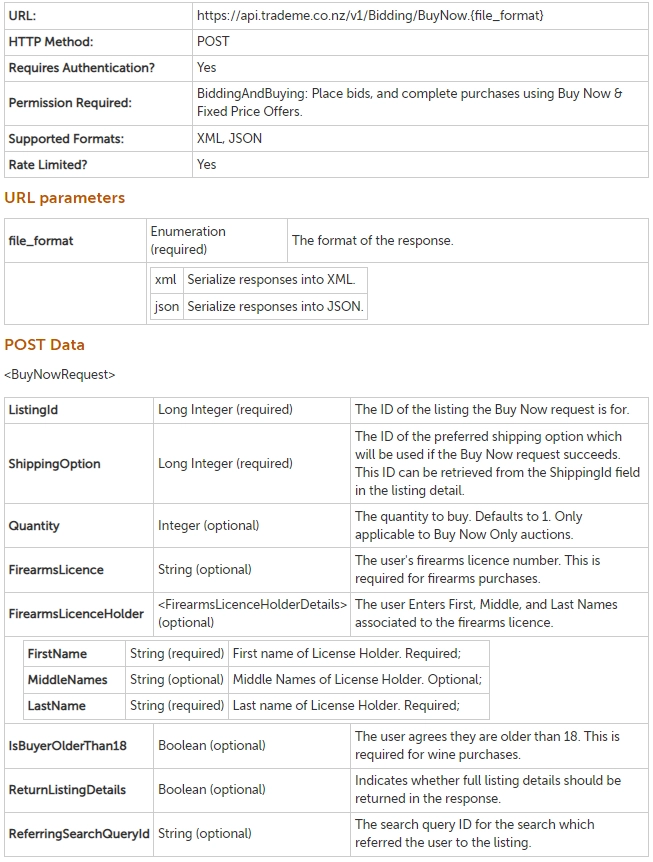 URL: https://api.trademe.co.nz/v1/Bidding/BuyNow.{file_format}
HTTP Method: POST
Requires Authentication? Yes
Permission Required: BiddingAndBuying: Place bids, and complete purchases using Buy Now &
Fixed Price Offers.
Supported Formats: XML, JSON
Rate Limited? Yes
URL parameters
file_format Enumeration
(required) The format of the response.
xml Serialize responses into XML.
json Serialize responses into JSON.
POST Data
<BuyNowRequest>
ListingId Long Integer (required) The ID of the listing the Buy Now request is for.
ShippingOption Long Integer (required) The ID of the preferred shipping option which
will be used if the Buy Now request succeeds.
This ID can be retrieved from the ShippingId field
in the listing detail.
Quantity Integer (optional) The quantity to buy. Defaults to 1. Only
applicable to Buy Now Only auctions.
FirearmsLicence String (optional) The user's firearms licence number. This is
required for firearms purchases.
FirearmsLicenceHolder <FirearmsLicenceHolderDetails>
(optional) The user Enters First, Middle, and Last Names
associated to the firearms licence.
FirstName String (required) First name of License Holder. Required;
MiddleNames String (optional) Middle Names of License Holder. Optional;
LastName String (required) Last name of License Holder. Required;
IsBuyerOlderThan18 Boolean (optional) The user agrees they are older than 18. This is
required for wine purchases.
ReturnListingDetails Boolean (optional) Indicates whether full listing details should be
returned in the response.
ReferringSearchQueryId String (optional) The search query ID for the search which
referred the user to the listing.